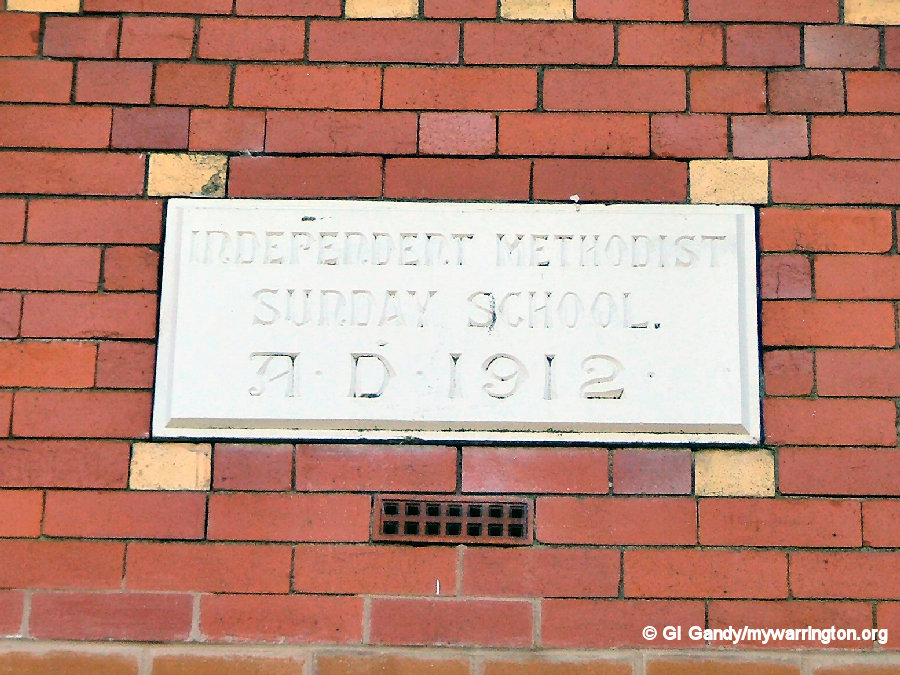 INDEPENDENT METHODIST
SUNDAY SCHOOL.
A·D·1912·
© GI Gandy/mywarrington.org